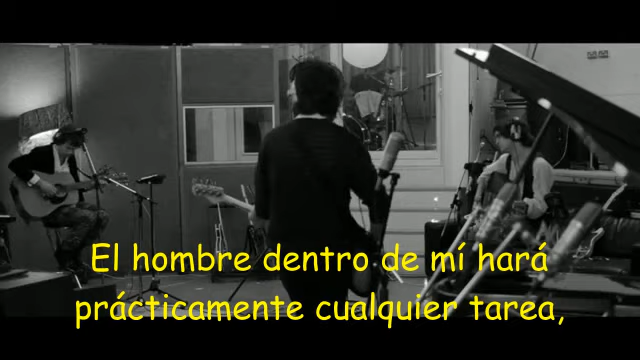 El hombre dentro de mí hará
prácticamente cualquier tarea,